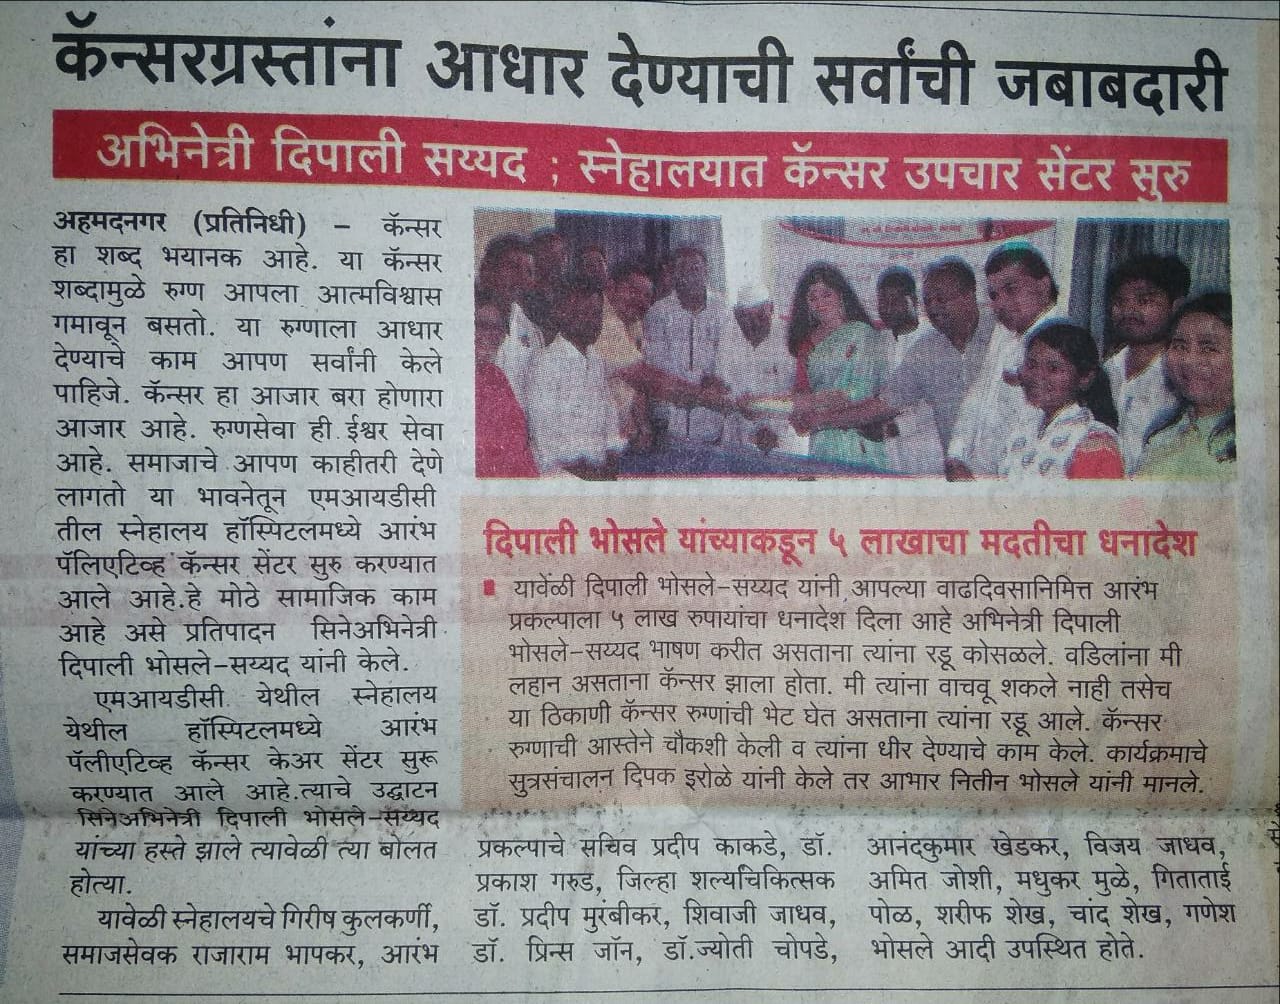 कॅन्सरग्रस्तांना आधार देण्याची सर्वांची जबाबदारी
अभिनेत्री दिपाली सय्यद ; स्नेहालयात कॅन्सर उपचार सेंटर सुरु
अहमदनगर (प्रतिनिधी) – कॅन्सर
हा शब्द भयानक आहे. या कॅन्सर
शब्दामुळे रुग्ण आपला आत्मविश्वास
गमावून बसतो. या रुग्णाला आधार
देण्याचे काम आपण सर्वांनी केले
पाहिजे. कॅन्सर हा आजार बरा होणारा
आजार आहे. रुग्णसेवा ही ईश्वर सेवा
आहे. समाजाचे आपण काहीतरी देणे
लागतो या भावनेतून एमआयडीसी
तील स्नेहालय हॉस्पिटलमध्ये आरंभ
पॅलिएटिव्ह कॅन्सर सेंटर सुरु करण्यात
आले आहे.हे मोठे सामाजिक काम
आहे असे प्रतिपादन सिनेअभिनेत्री
दिपाली भोसले–सय्यद यांनी केले.
एमआयडीसी येथील स्नेहालय
येथील हॉस्पिटलमध्ये आरंभ
पॅलीएटिव्ह कॅन्सर केअर सेंटर सुरू
करण्यात आले आहे.त्याचे उद्घाटन
सिनेअभिनेत्री दिपाली भोसले–सय्यद
यांच्या हस्ते झाले त्यावेळी त्या बोलत
होत्या.
यावेळी स्नेहालयचे गिरीष कुलकर्णी,
समाजसेवक राजाराम भापकर, आरंभ
दिपाली भोसले यांच्याकडून ५ लाखाचा मदतीचा धनादेश
यावेंळी दिपाली भोसले–सय्यद यांनी आपल्या वाढदिवसानिमित्त आरंभ
प्रकल्पाला ५ लाख रुपायांचा धनादेश दिला आहे अभिनेत्री दिपाली
भोसले–सय्यद भाषण करीत असताना त्यांना रडू कोसळले. वडिलांना मी
लहान असताना कॅन्सर झाला होता. मी त्यांना वाचवू शकले नाही तसेच
या ठिकाणी कॅन्सर रुग्णांची भेट घेत असताना त्यांना रडू आले. कॅन्सर
रुग्णाची आस्तेने चौकशी केली व त्यांना धीर देण्याचे काम केले. कार्यक्रमाचे
सुत्रसंचालन दिपक इरोळे यांनी केले तर आभार नितीन भोसले यांनी मानले.
प्रकल्पाचे सचिव प्रदीप काकडे, डॉ.
प्रकाश गरुड, जिल्हा शल्यचिकित्सक
डॉ. प्रदीप मुरंबीकर, शिवाजी जाधव,
डॉ. प्रिन्स जॉन, डॉ.ज्योती चोपडे,
आनंदकुमार खेडकर, विजय जाधव,
अमित जोशी, मधुकर मुळे, गिताताई
पोळ, शरीफ शेख, चांद शेख, गणेश
भोसले आदी उपस्थित होते.